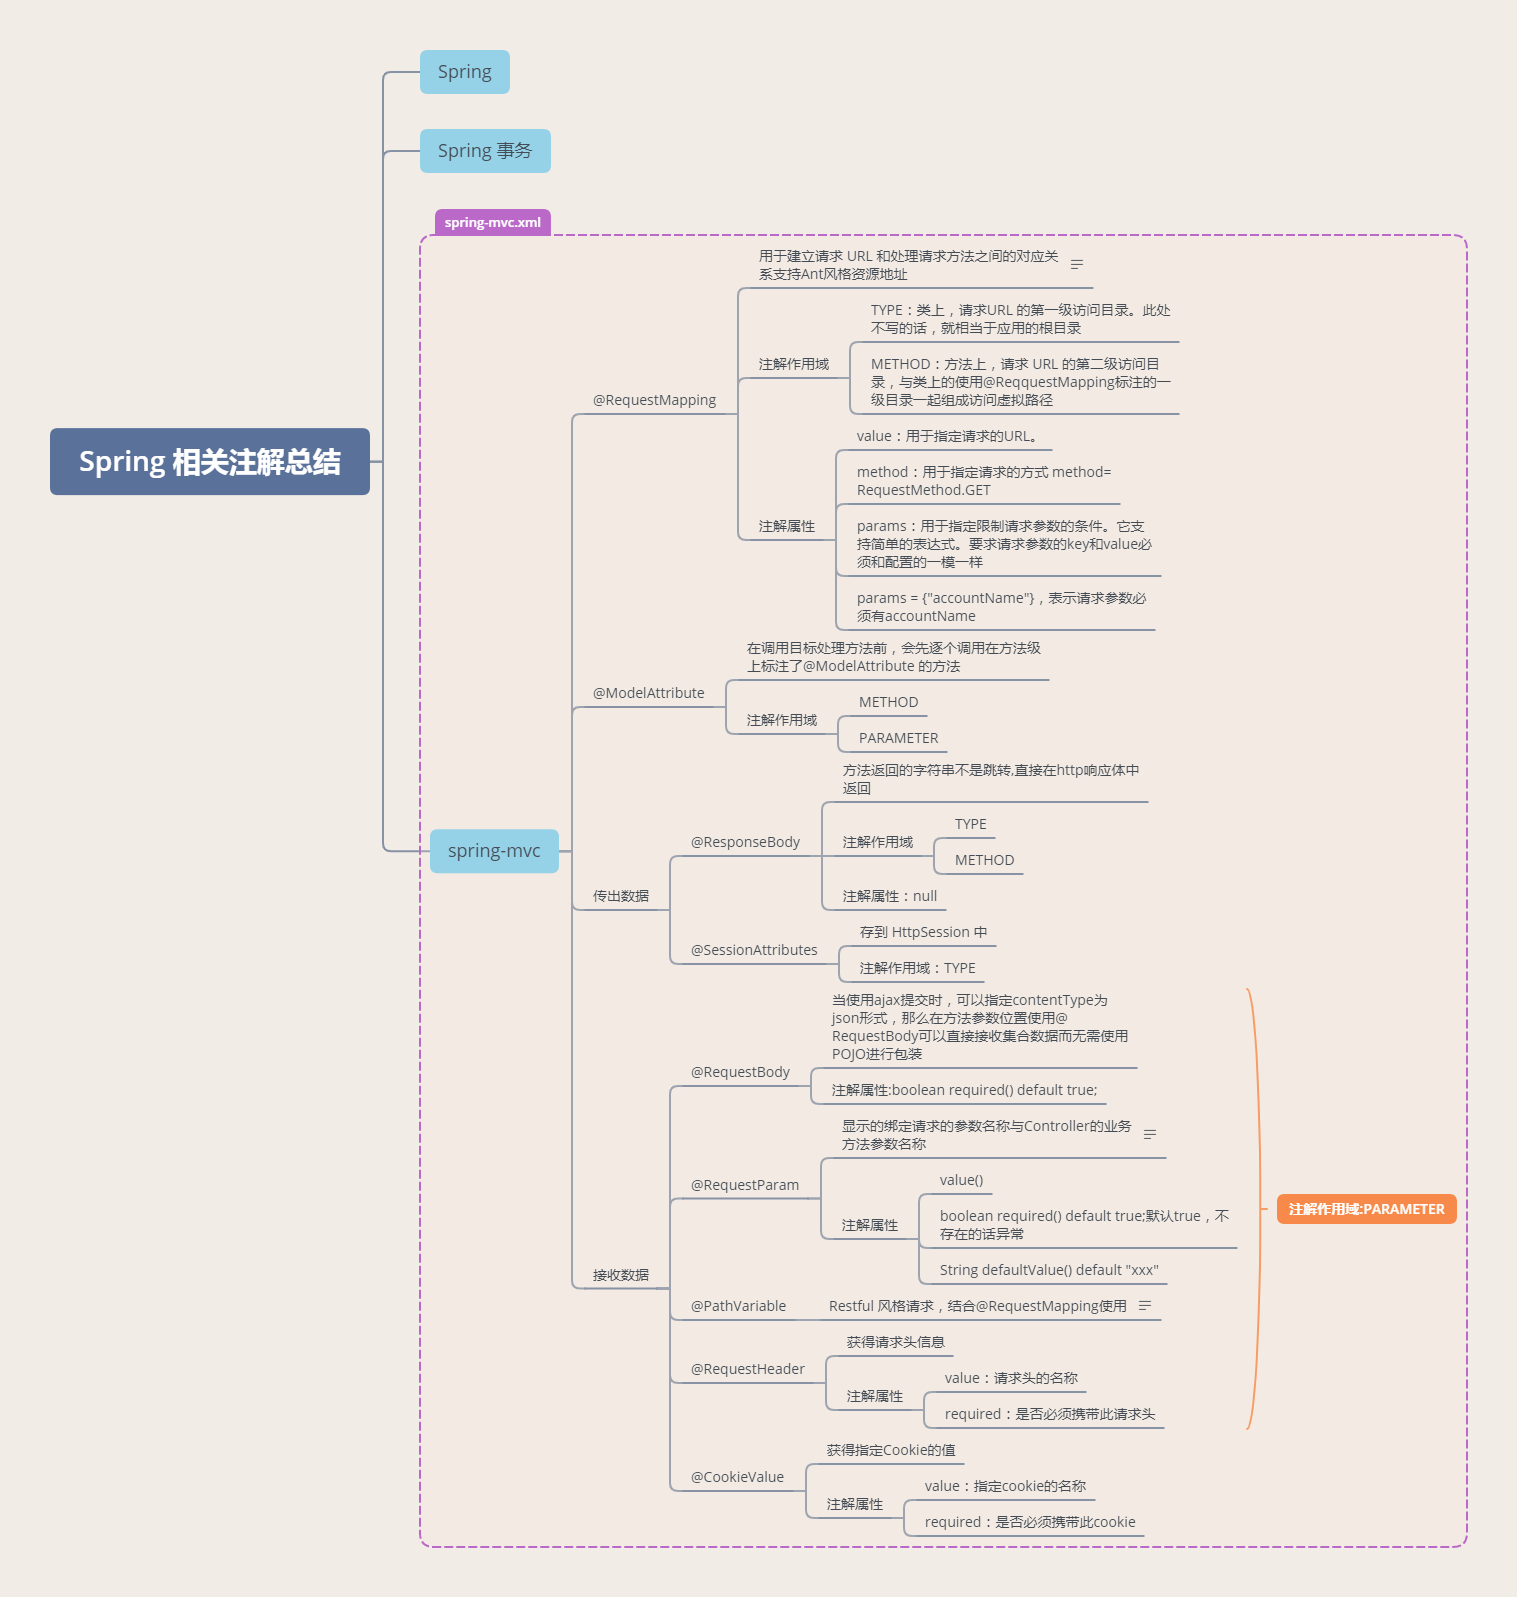 Spring
Spring 事务
spring-mvc.xml
用于建立请求 URL 和处理请求方法之间的对应关
系支持Ant风格资源地址
TYPE：类上，请求URL 的第一级访问目录。此处
不写的话，就相当于应用的根目录
注解作用域
METHOD：方法上，请求 URL 的第二级访问目
录，与类上的使用@ReqquestMapping标注的一
级目录一起组成访问虚拟路径
@RequestMapping
value：用于指定请求的URL。
Spring 相关注解总结
method：用于指定请求的方式 method=
RequestMethod.GET
注解属性
params：用于指定限制请求参数的条件。它支
持简单的表达式。要求请求参数的key和value必
须和配置的一模一样
params = {"accountName"}，表示请求参数必
须有accountName
在调用目标处理方法前，会先逐个调用在方法级
上标注了@ModelAttribute 的方法
@ModelAttribute
METHOD
注解作用域
PARAMETER
方法返回的字符串不是跳转,直接在http响应体中
返回
TYPE
@ResponseBody
注解作用域
spring-mvc
METHOD
传出数据
注解属性：null
存到 HttpSession 中
@SessionAttributes
注解作用域：TYPE
当使用ajax提交时，可以指定contentType为
json形式，那么在方法参数位置使用@
RequestBody可以直接接收集合数据而无需使用
POJO进行包装
@RequestBody
注解属性:boolean required() default true;
显示的绑定请求的参数名称与Controller的业务
方法参数名称
@RequestParam
value()
注解属性
boolean required() default true;默认true，不
存在的话异常
注解作用域:PARAMETER
String defaultValue() default "xxx"
接收数据
@PathVariable
Restful 风格请求，结合@RequestMapping使用
获得请求头信息
@RequestHeader
value：请求头的名称
注解属性
required：是否必须携带此请求头
获得指定Cookie的值
@CookieValue
value：指定cookie的名称
注解属性
required：是否必须携带此cookie